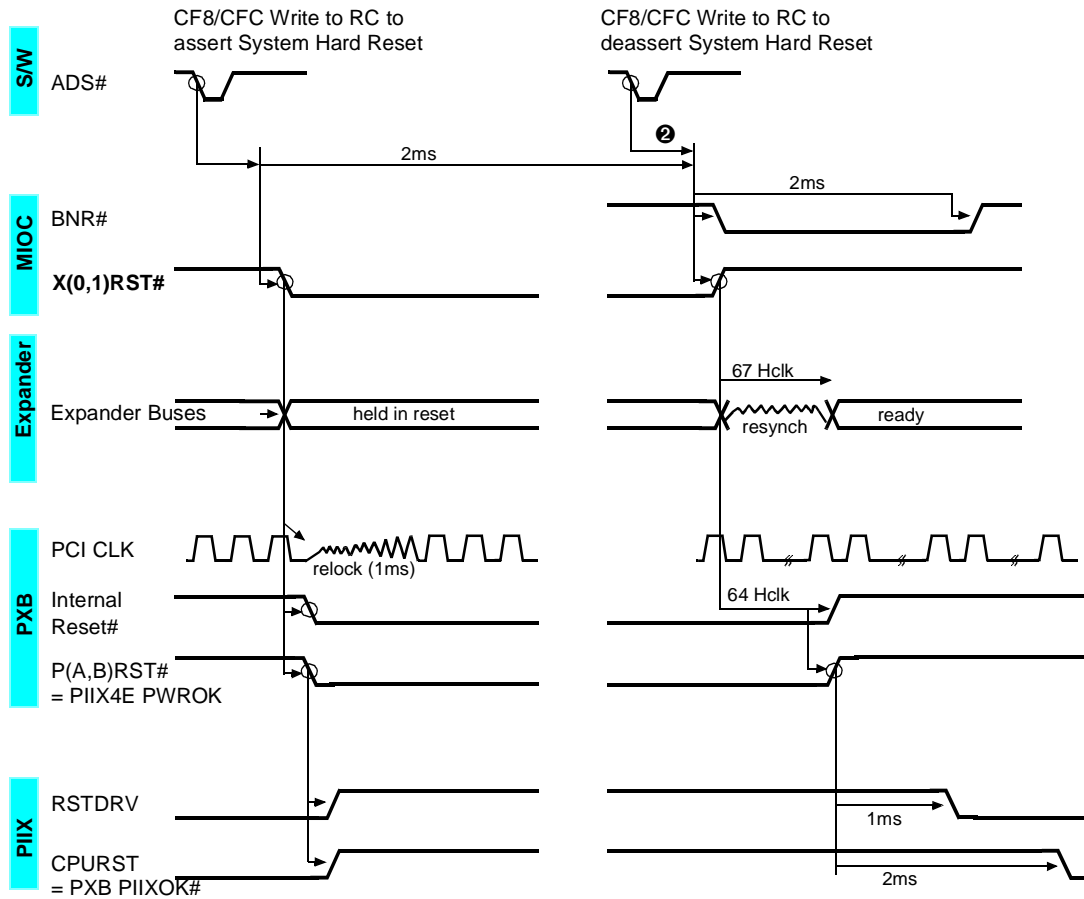 CF8/CFC Write to RC to
assert System Hard Reset
CF8/CFC Write to RC to
deassert System Hard Reset
S/W
ADS#
❷
2ms
2ms
MIOC
BNR#
X(0,1)RST#
Expander
67 Hclk
Expander Buses
held in reset
resynch
ready
PXB
PCI CLK
relock (1ms)
Internal
Reset#
64 Hclk
P(A,B)RST#
= PIIX4E PWROK
PIIX
RSTDRV
1ms
CPURST
= PXB PIIXOK#
2ms